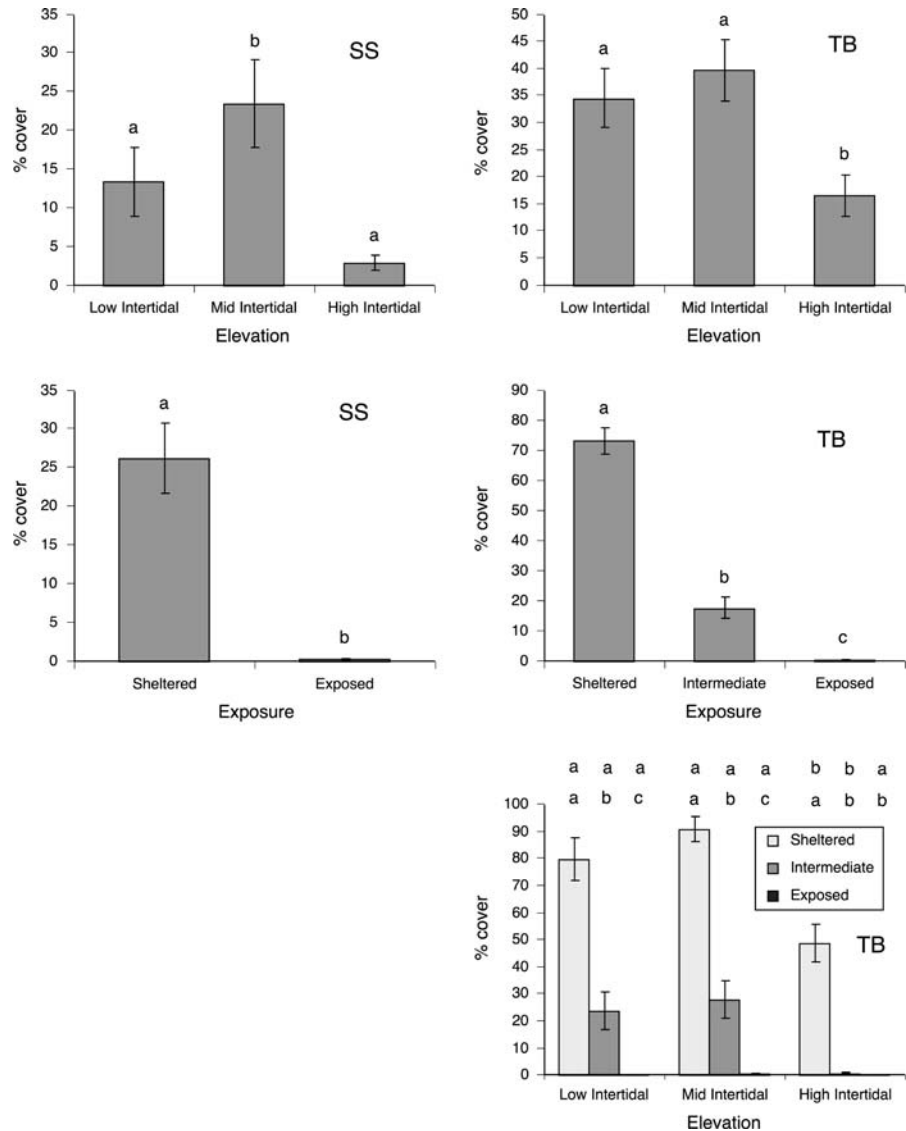 35
30
25
20
15
10
5
0
% cover
SS
a
b
a
Low Intertidal Mid Intertidal High Intertidal
Elevation
50
45
40
35
30
25
20
15
10
5
0
% cover
TB
a
a
b
Low Intertidal Mid Intertidal High Intertidal
Elevation
35
30
25
20
15
10
5
0
% cover
SS
a
b
Sheltered Exposed
Exposure
90
80
70
60
50
40
30
20
10
0
% cover
TB
a
b
c
Sheltered Intermediate Exposed
Exposure
a a a a a a b b a
a b c a b c a b b
100
90
80
70
60
50
40
30
20
10
0
% cover
Sheltered
Intermediate
Exposed
TB
Low Intertidal Mid Intertidal High Intertidal
Elevation